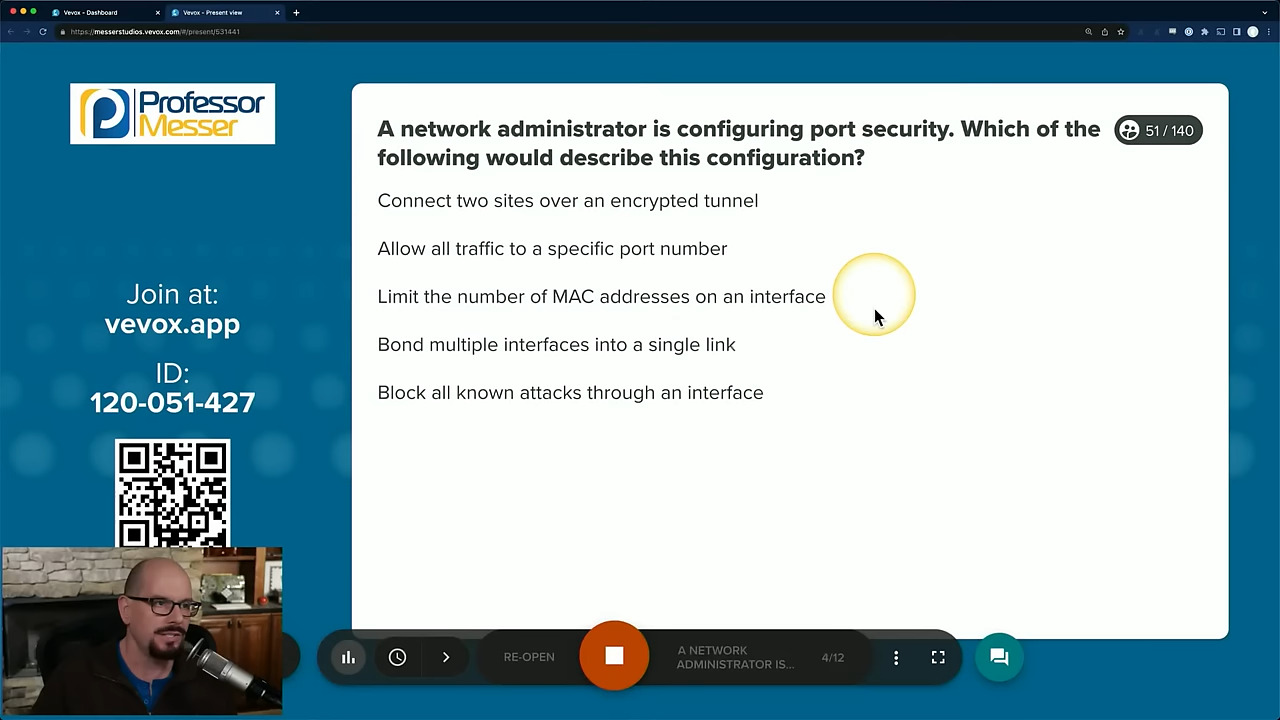 Vevox - Dashboard
Vevox - Present view
https://messerstudios.vevox.com/#/present/531441
Professor
Messer
Join at:
vevox.app
ID:
120-051-427
A network administrator is configuring port security. Which of the
following would describe this configuration?
51 / 140
Connect two sites over an encrypted tunnel
Allow all traffic to a specific port number
Limit the number of MAC addresses on an interface
Bond multiple interfaces into a single link
Block all known attacks through an interface
RE-OPEN
A NETWORK
ADMINISTRATOR IS...
4/12